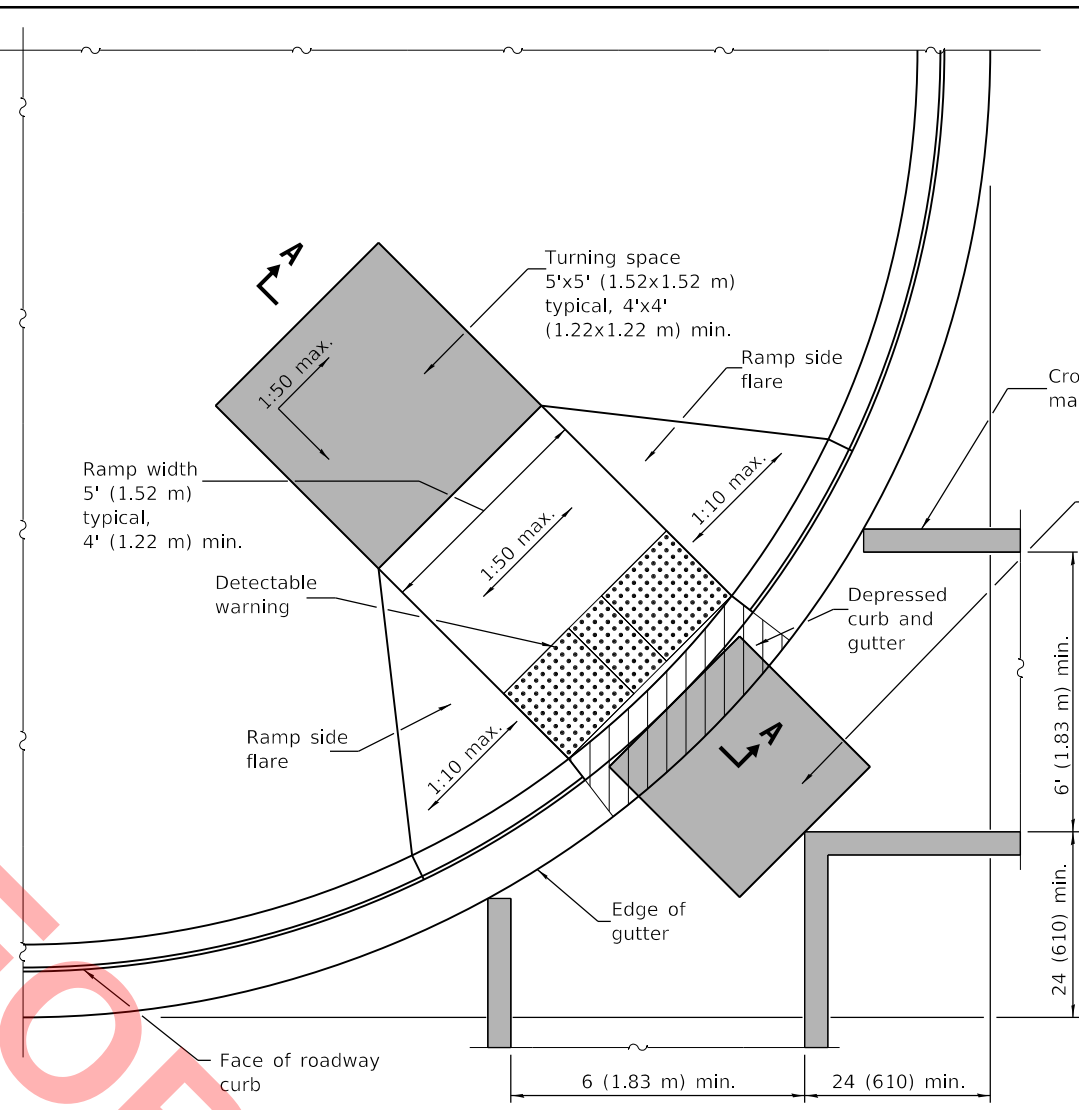 A
Turning space
5'x5' (1.52x1.52 m)
typical, 4'x4'
(1.22x1.22 m) min.
1:50 max.
Ramp side
flare
Cro
ma
Ramp width
5' (1.52 m)
typical,
4' (1.22 m) min.
1:10 max.
1:50 max.
Detectable
warning
Depressed
curb and
gutter
Ramp side
flare
1:10 max.
A
6' (1.83 m) min.
Edge of
gutter
24 (610) min.
Face of roadway
curb
6 (1.83 m) min.
24 (610) min.
FOR